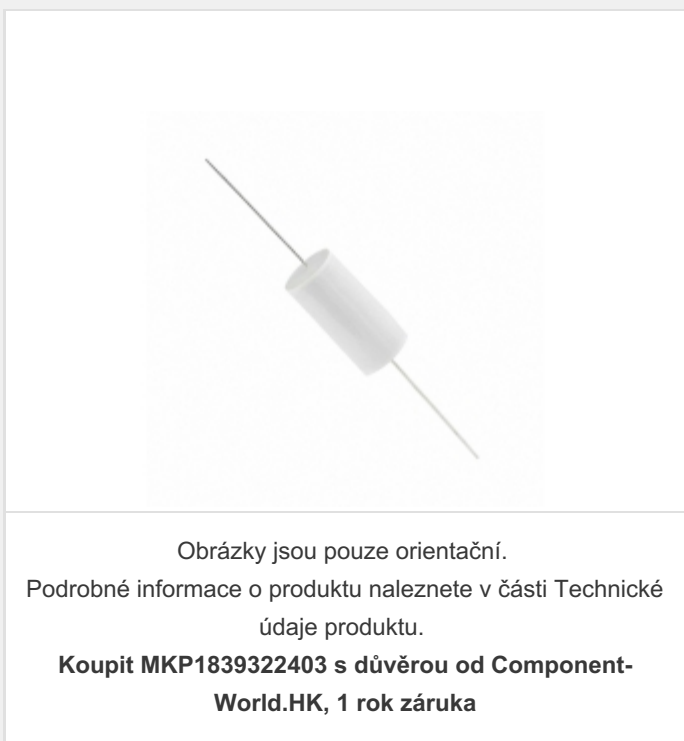 Obrázky jsou pouze orientační.
Podrobné informace o produktu naleznete v části Technické
údaje produktu.
Koupit MKP1839322403 s důvěrou od Component-
World.HK, 1 rok záruka